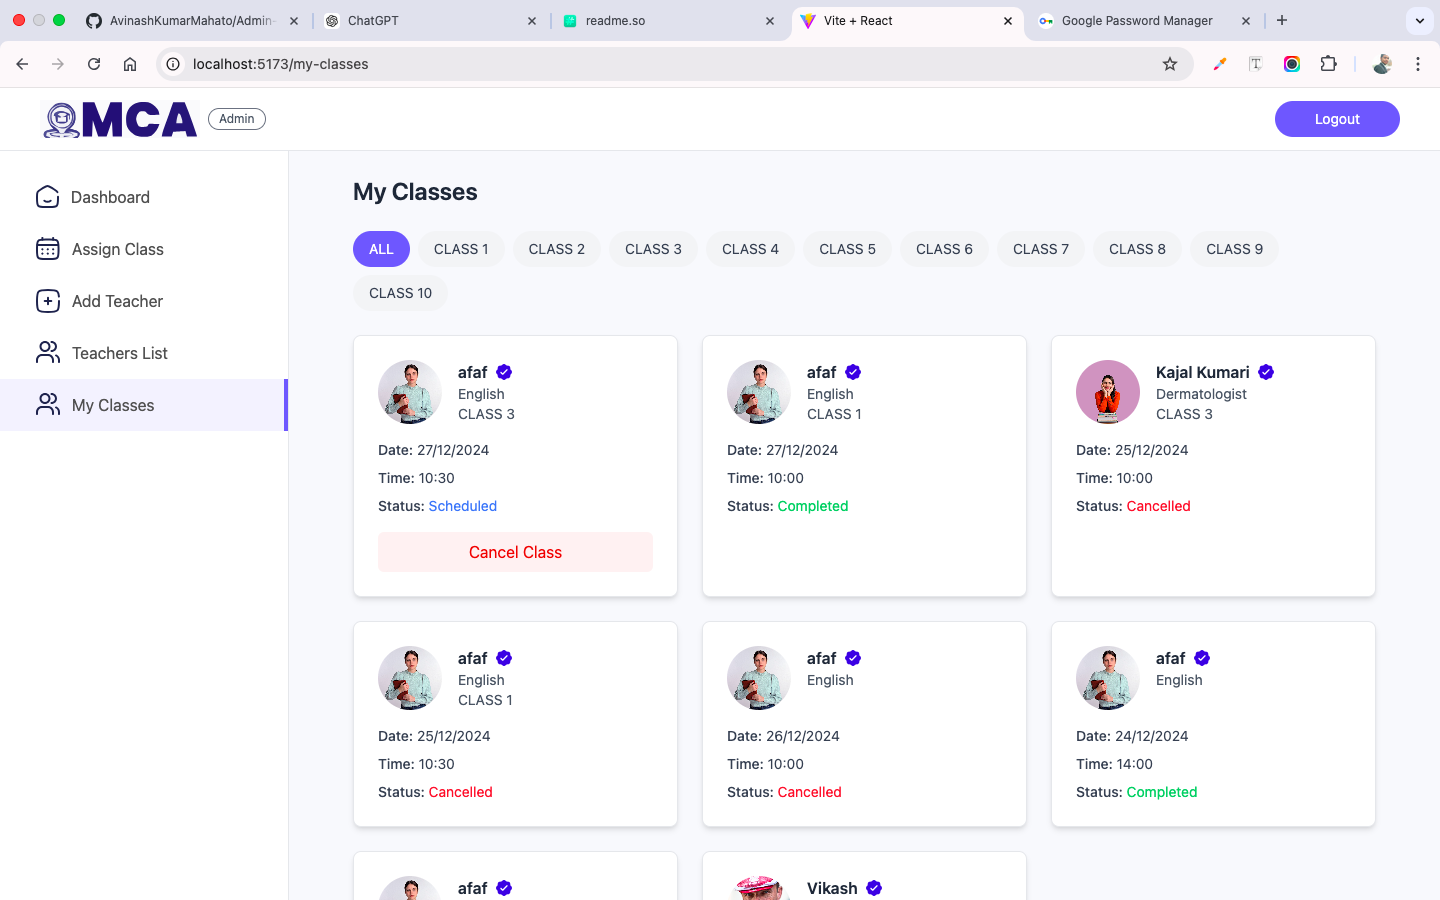 AvinashKumarMahato/Admin-
ChatGPT
readme.so
Vite + React
Google Password Manager
localhost:5173/my-classes
MCA
Admin
Logout
Dashboard
Assign Class
Add Teacher
Teachers List
My Classes
My Classes
ALL
CLASS 1
CLASS 2
CLASS 3
CLASS 4
CLASS 5
CLASS 6
CLASS 7
CLASS 8
CLASS 9
CLASS 10
afaf
English
CLASS 3
Date: 27/12/2024
Time: 10:30
Status: Scheduled
Cancel Class
afaf
English
CLASS 1
Date: 27/12/2024
Time: 10:00
Status: Completed
Kajal Kumari
Dermatologist
CLASS 3
Date: 25/12/2024
Time: 10:00
Status: Cancelled
afaf
English
CLASS 1
Date: 25/12/2024
Time: 10:30
Status: Cancelled
afaf
English
Date: 26/12/2024
Time: 10:00
Status: Cancelled
afaf
English
Date: 24/12/2024
Time: 14:00
Status: Completed
afaf
Vikash